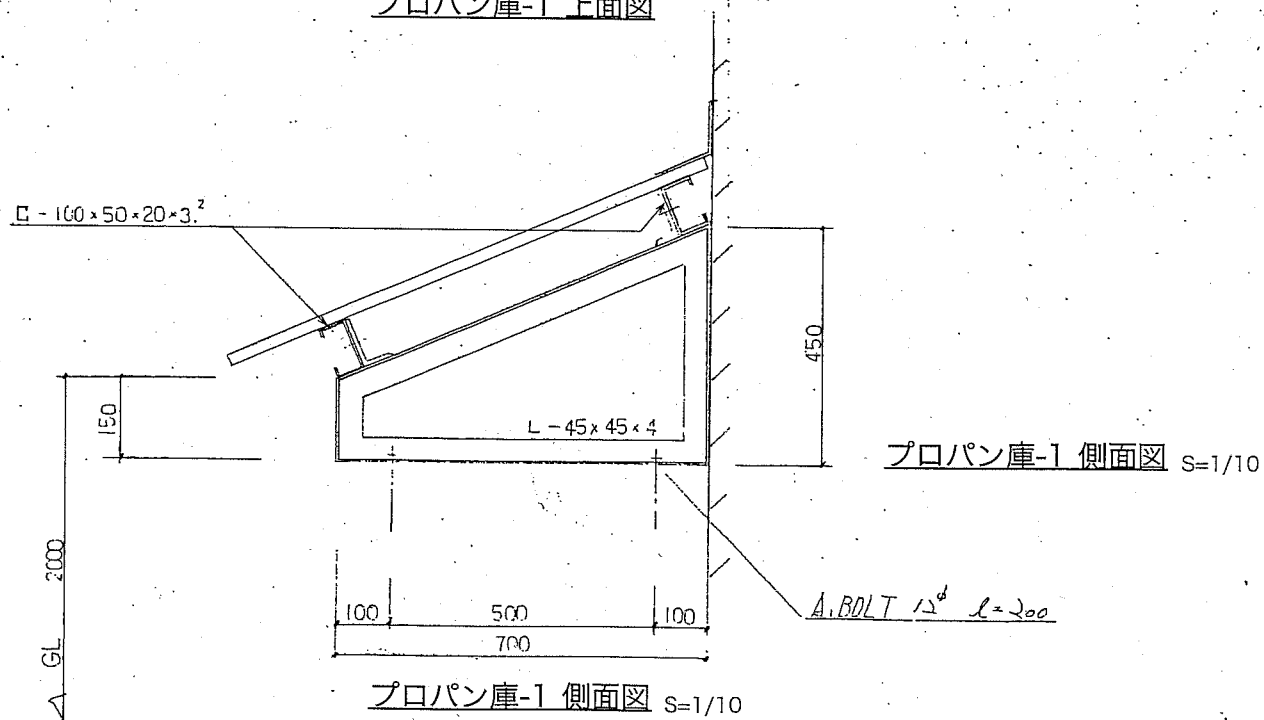 プロパン庫-1 上面図
C - 100×50×20×3.²
450
150
L - 45×45×4
プロパン庫-1 側面図 S=1/10
2000
GL
100 500 100
700
A.BOLT 12φ l=200
プロパン庫-1 側面図 S=1/10